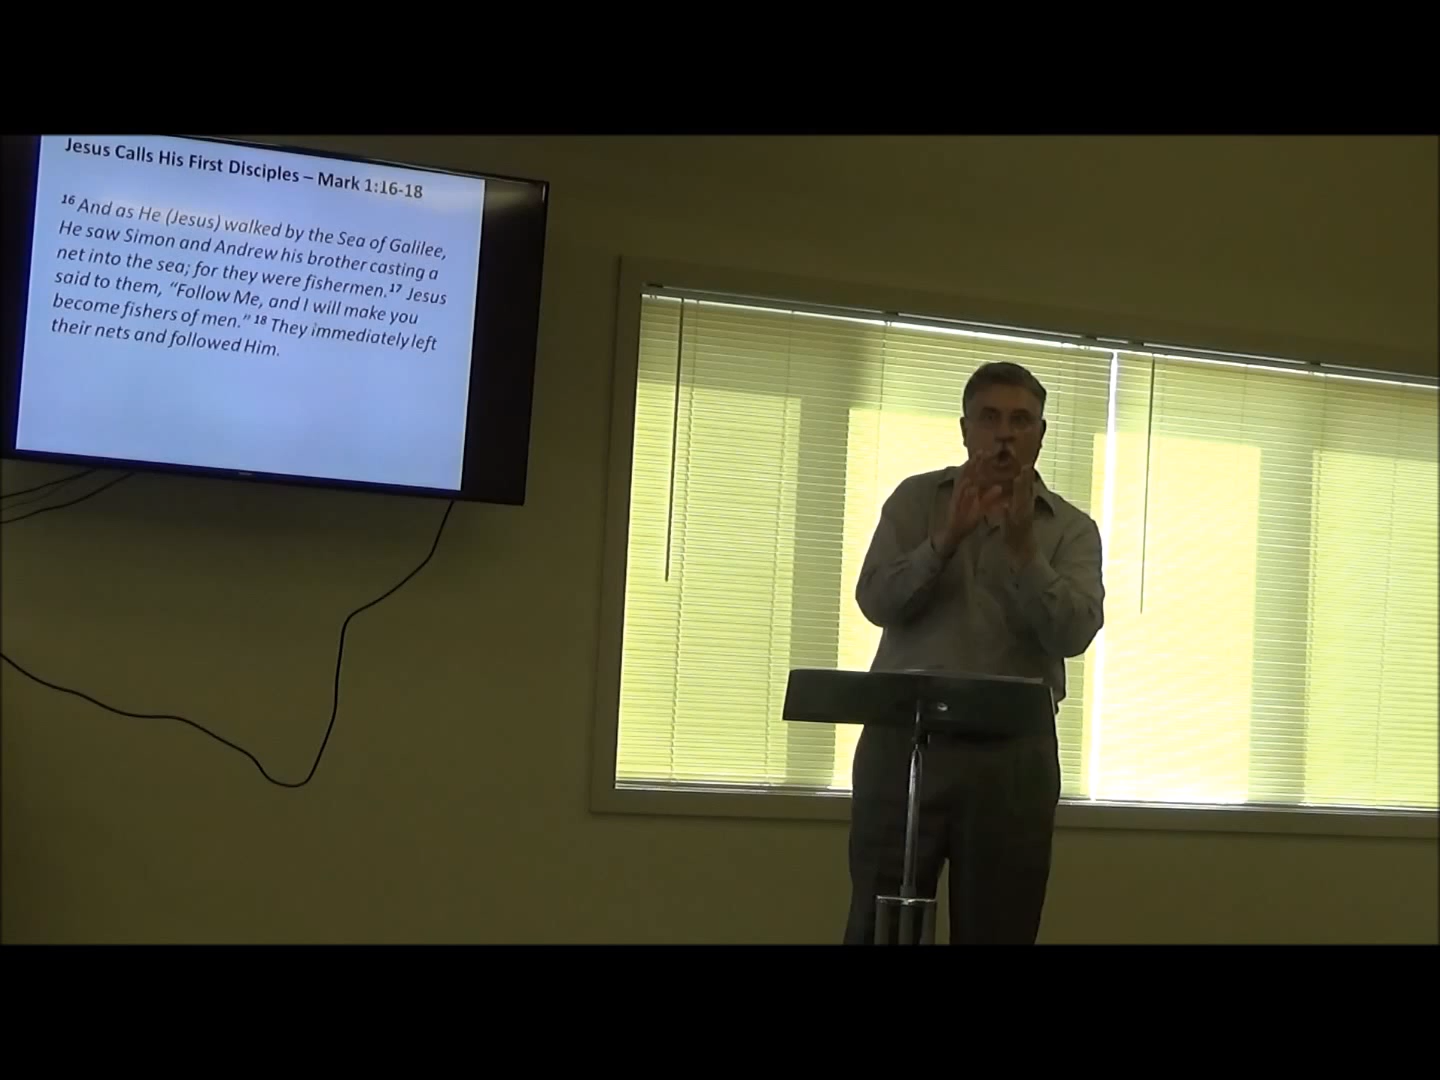 Jesus Calls His First Disciples – Mark 1:16-18
16 And as He (Jesus) walked by the Sea of Galilee,
He saw Simon and Andrew his brother casting a
net into the sea; for they were fishermen.17 Jesus
said to them, “Follow Me, and I will make you
become fishers of men.” 18 They immediately left
their nets and followed Him.